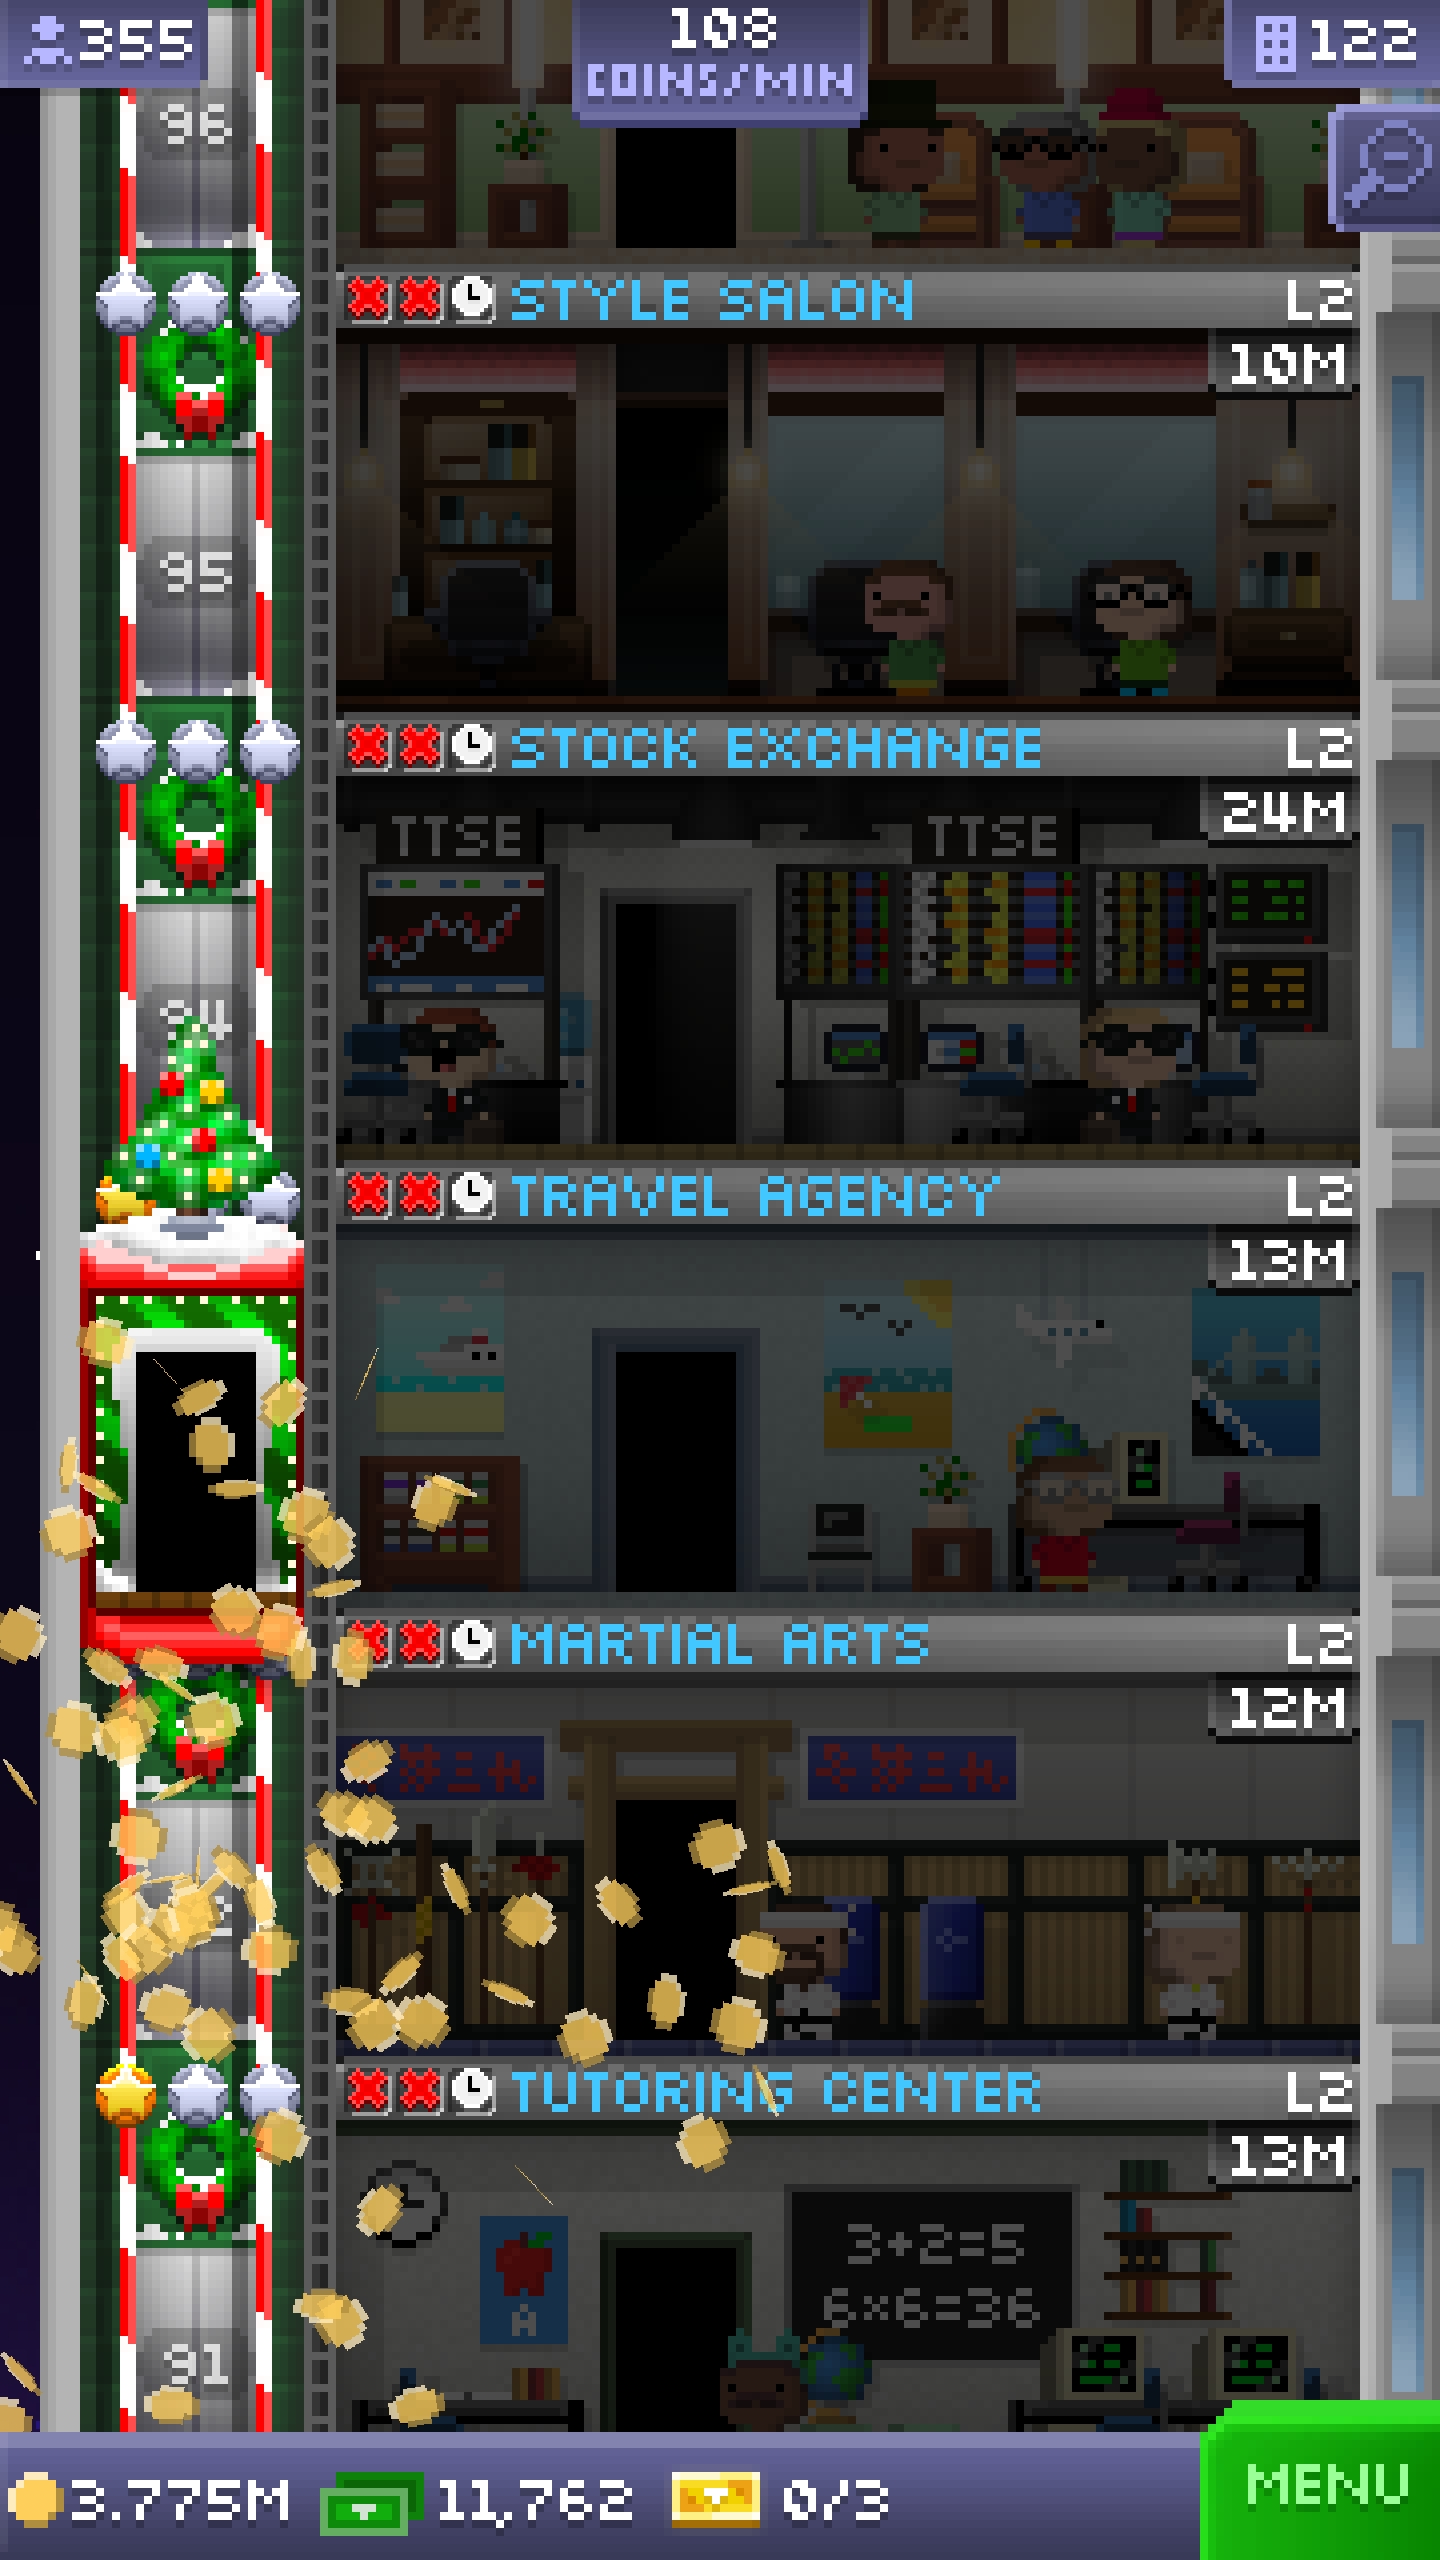 355
108
COINS/MIN
122
96
STYLE SALON L2
10M
95
STOCK EXCHANGE L2
24M
TTSE TTSE
94
TRAVEL AGENCY L2
13M
MARTIAL ARTS L2
12M
TUTORING CENTER L2
13M
3+2=5
6×6=36
A
91
3.775M 11,762 0/3
MENU